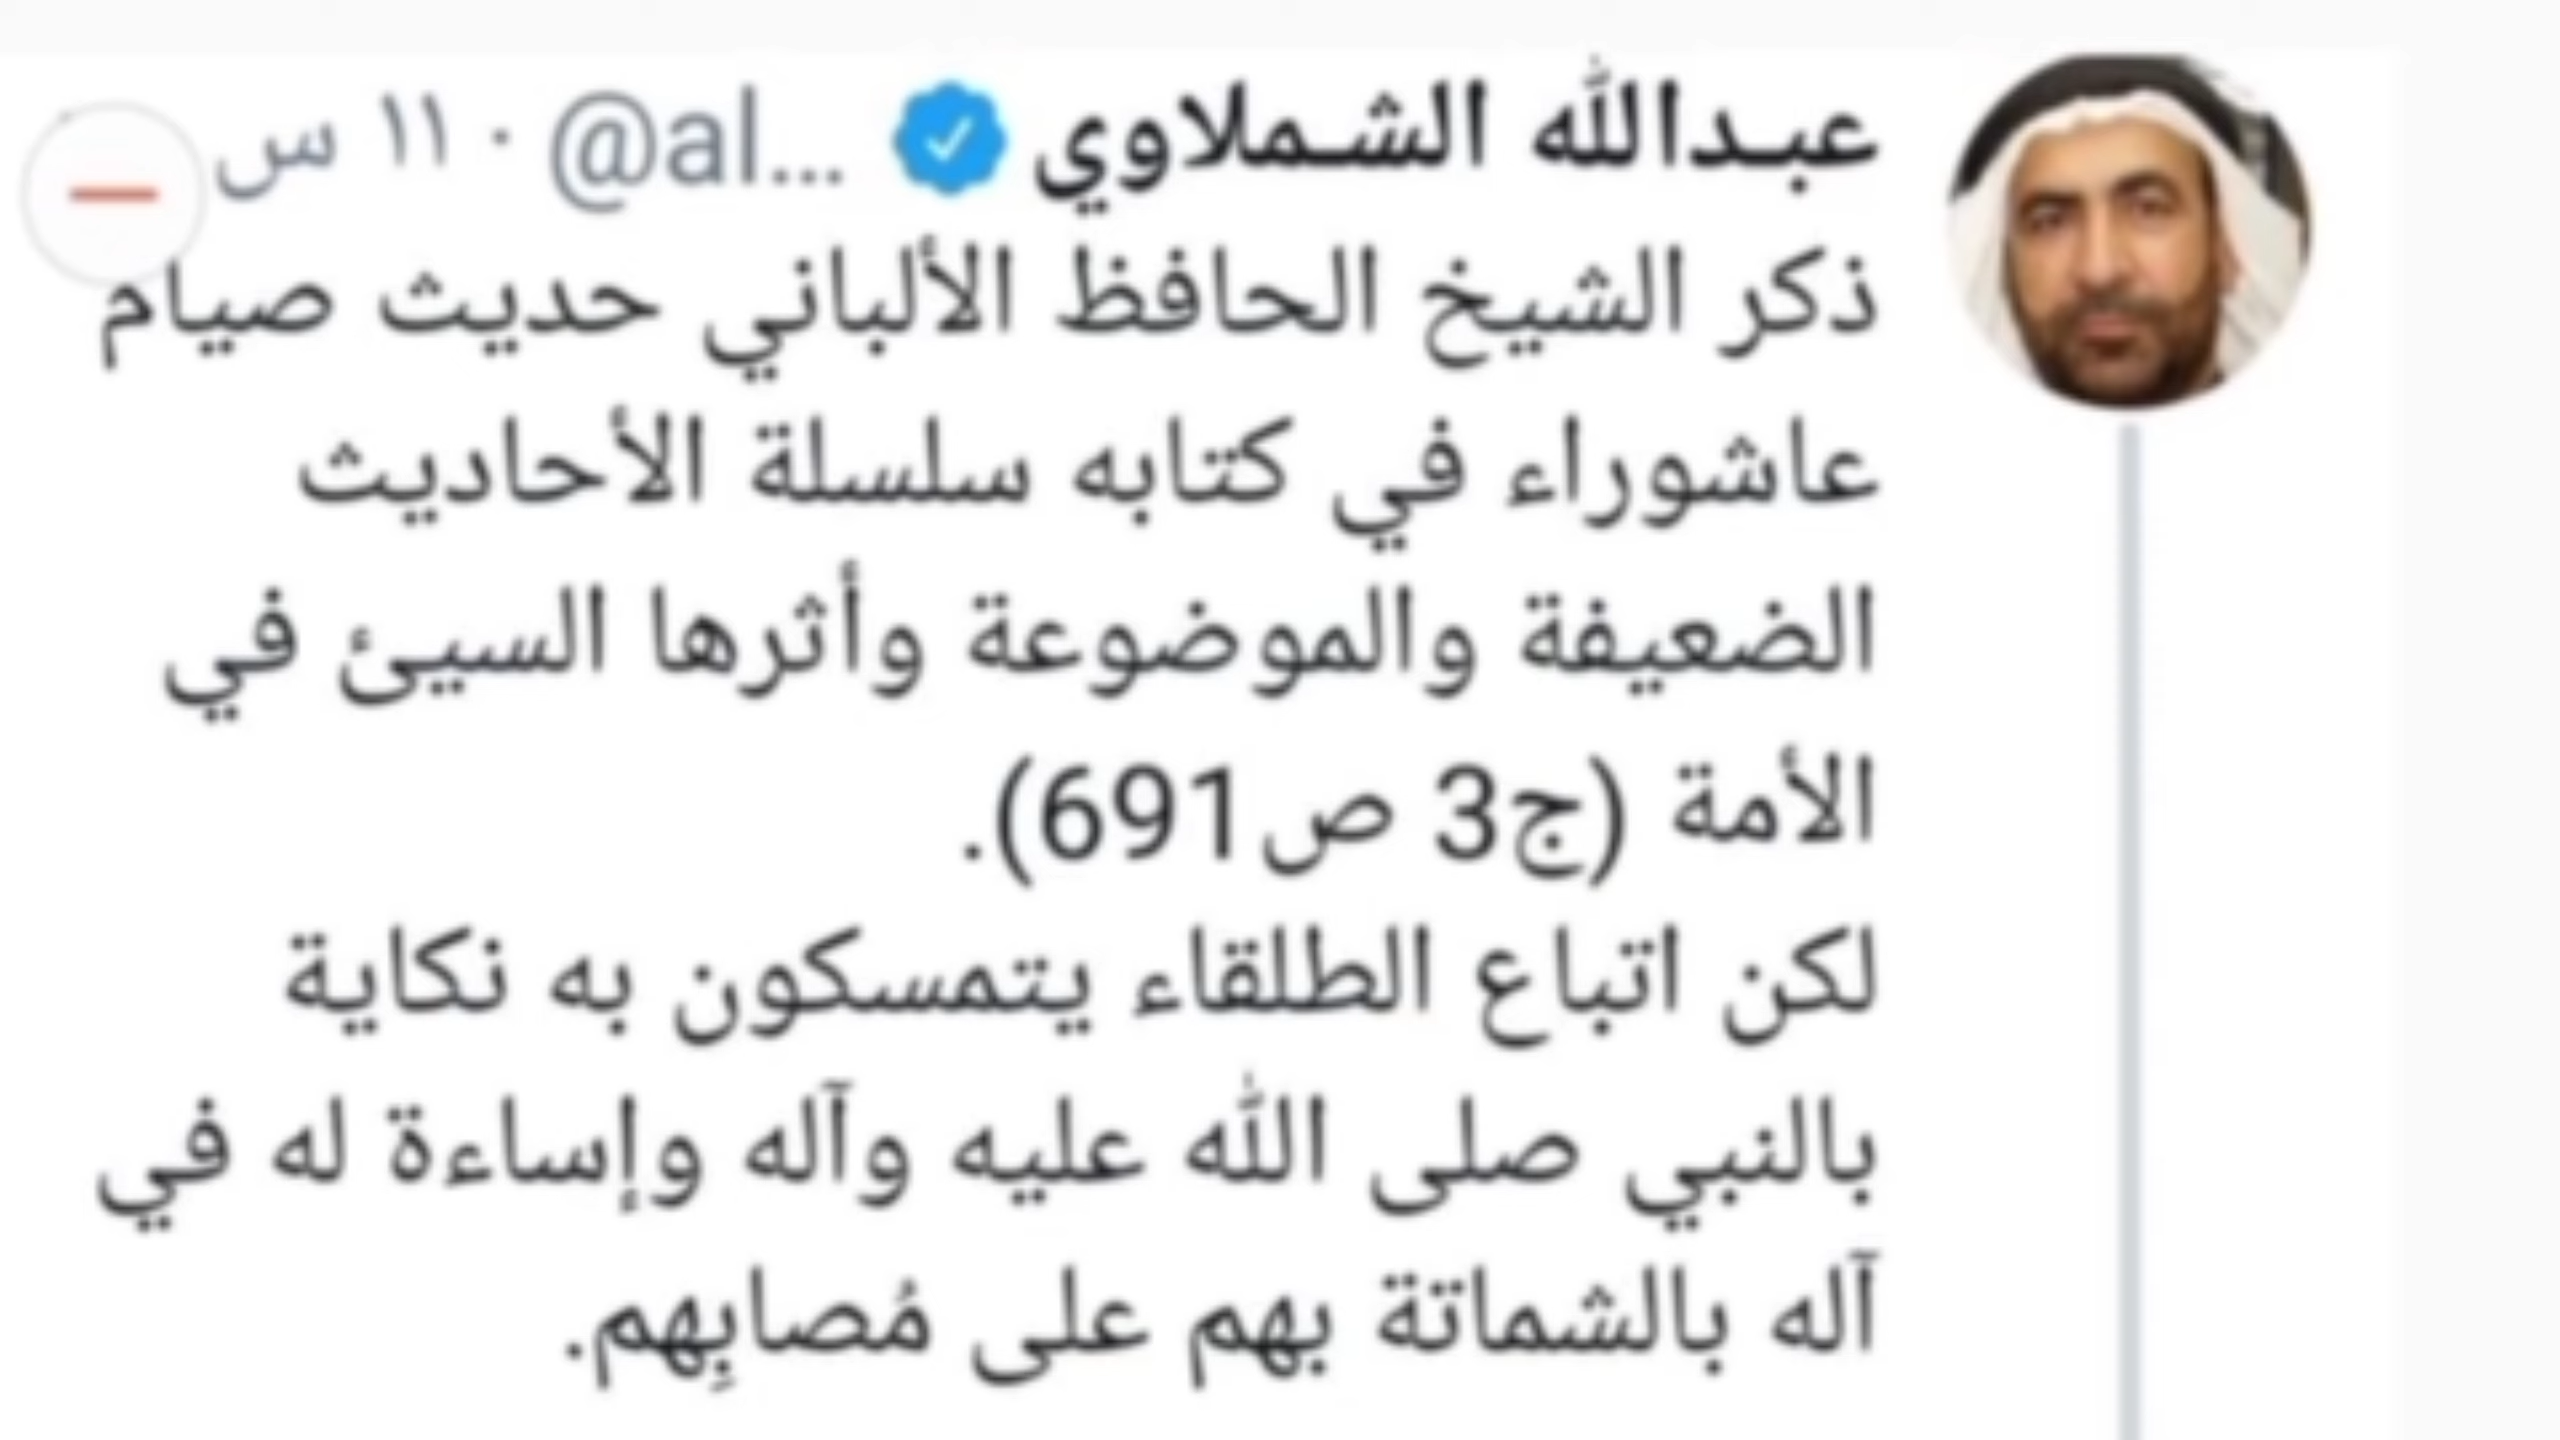 عبدالله الشملاوي @al... · ١١ س
ذكر الشيخ الحافظ الألباني حديث صيام
عاشوراء في كتابه سلسلة الأحاديث
الضعيفة والموضوعة وأثرها السيئ في
الأمة (ج3 ص691).
لكن اتباع الطلقاء يتمسكون به نكاية
بالنبي صلى الله عليه وآله وإساءة له في
آله بالشماتة بهم على مُصابِهم.